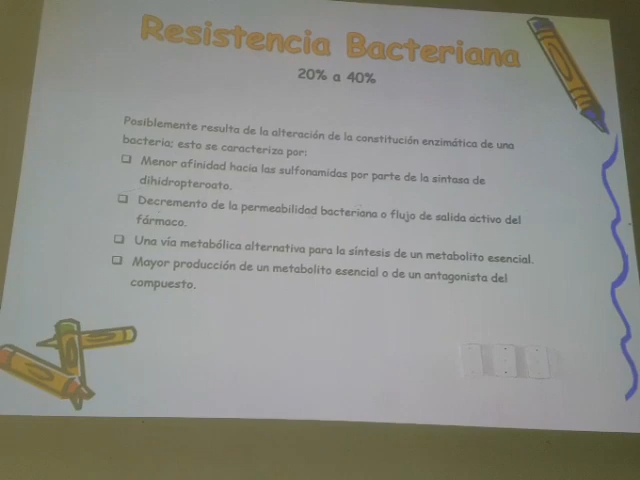 Resistencia Bacteriana
20% a 40%
Posiblemente resulta de la alteración de la constitución enzimática de una
bacteria; esto se caracteriza por:
Menor afinidad hacia las sulfonamidas por parte de la sintasa de
dihidropteroato.
Decremento de la permeabilidad bacteriana o flujo de salida activo del
fármaco.
Una vía metabólica alternativa para la síntesis de un metabolito esencial.
Mayor producción de un metabolito esencial o de un antagonista del
compuesto.